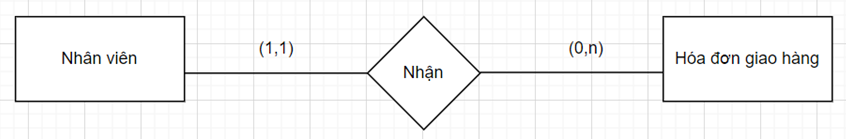 Nhân viên
(1,1)
Nhận
(0,n)
Hóa đơn giao hàng